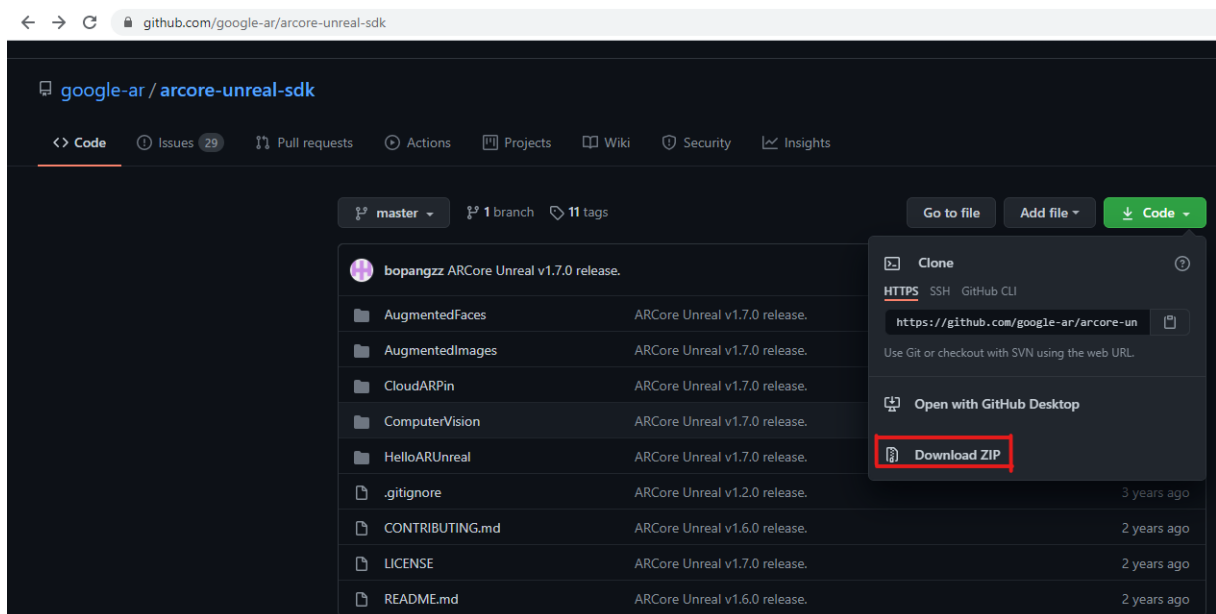 github.com/google-ar/arcore-unreal-sdk
google-ar / arcore-unreal-sdk
<> Code Issues 29 Pull requests Actions Projects Wiki Security Insights
master 1 branch 11 tags Go to file Add file Code
bopangzz ARCore Unreal v1.7.0 release.
Clone
HTTPS SSH GitHub CLI
https://github.com/google-ar/arcore-un
Use Git or checkout with SVN using the web URL.
Open with GitHub Desktop
Download ZIP
AugmentedFaces ARCore Unreal v1.7.0 release.
AugmentedImages ARCore Unreal v1.7.0 release.
CloudARPin ARCore Unreal v1.7.0 release.
ComputerVision ARCore Unreal v1.7.0 release.
HelloARUnreal ARCore Unreal v1.7.0 release.
.gitignore ARCore Unreal v1.2.0 release. 3 years ago
CONTRIBUTING.md ARCore Unreal v1.6.0 release. 2 years ago
LICENSE ARCore Unreal v1.7.0 release. 2 years ago
README.md ARCore Unreal v1.6.0 release. 2 years ago